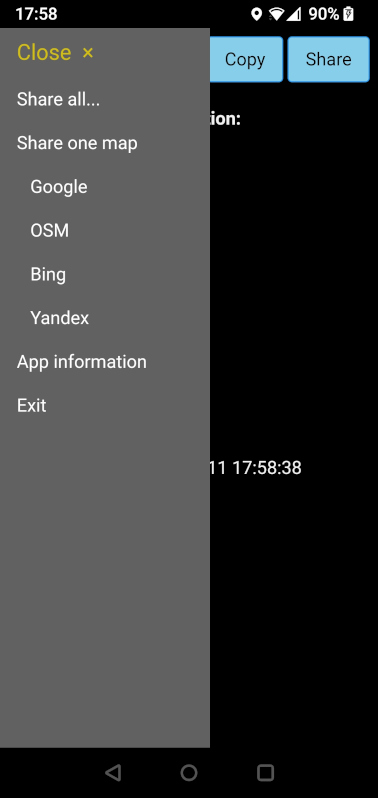 17:58 90%
Close ×
Copy Share
Share all...
tion:
Share one map
Google
OSM
Bing
Yandex
App information
Exit
11 17:58:38